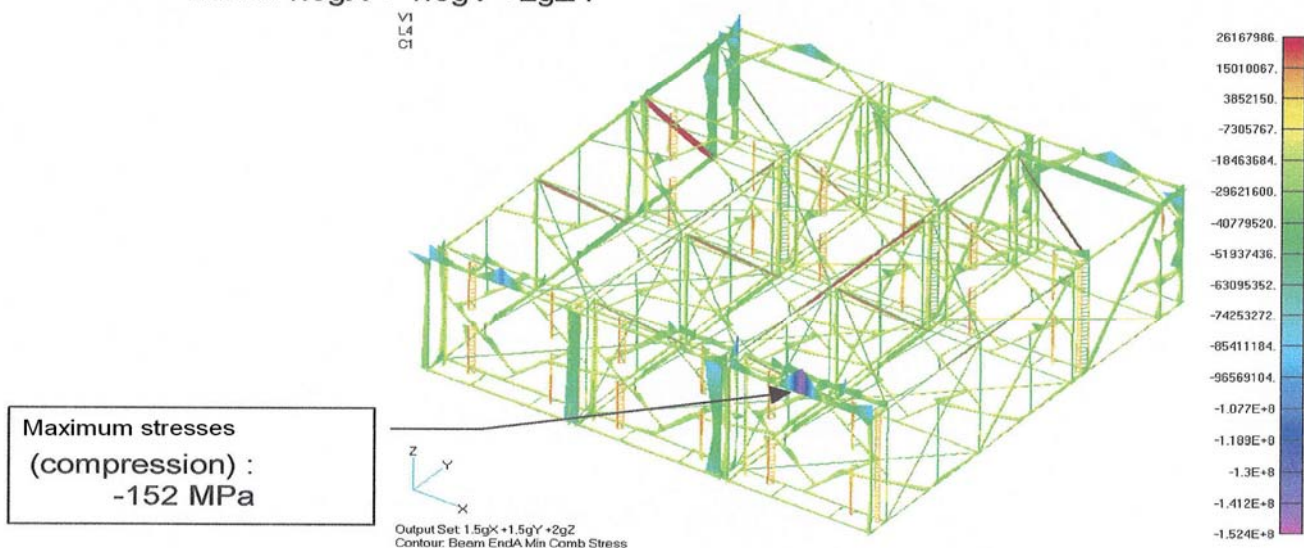 V1
L4
C1
26167986.
15010067.
3852150.
-7305767.
-18463684.
-29621600.
-40779520.
-51937436.
-63095352.
-74253272.
-85411184.
-96569104.
-1.077E+8
-1.189E+8
-1.3E+8
-1.412E+8
-1.524E+8
Maximum stresses
(compression) :
-152 MPa
Z
Y
X
Output Set: 1.5gX +1.5gY +2gZ
Contour: Beam EndA Min Comb Stress